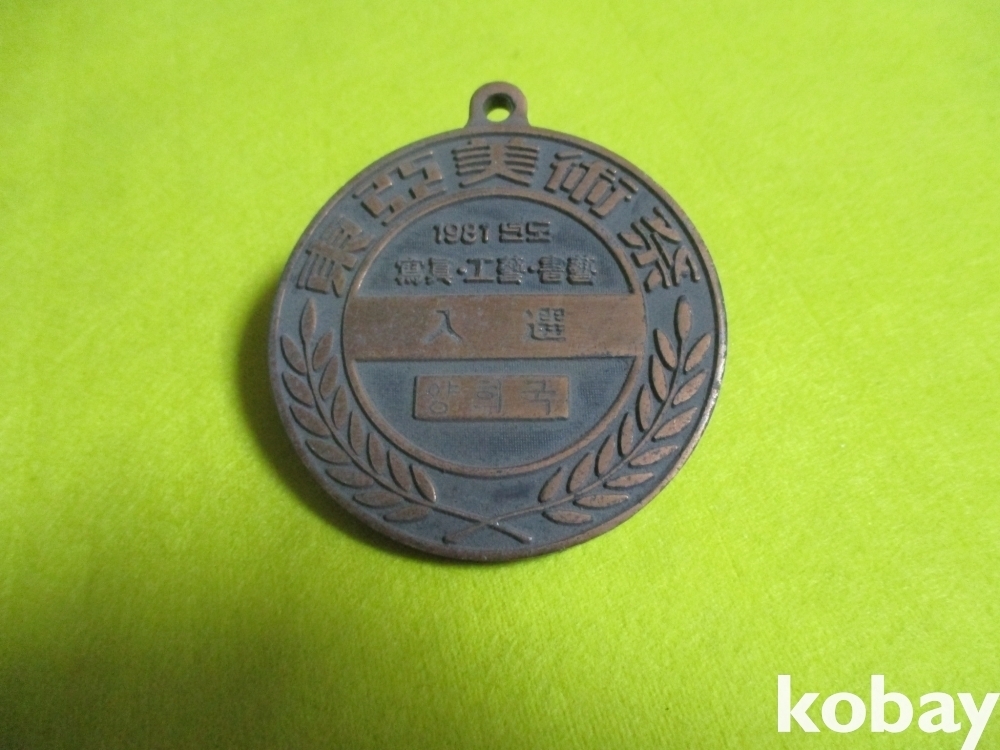 東亞美術祭
1981 년도
寫眞·工藝·書藝
入選
양희국
kobay